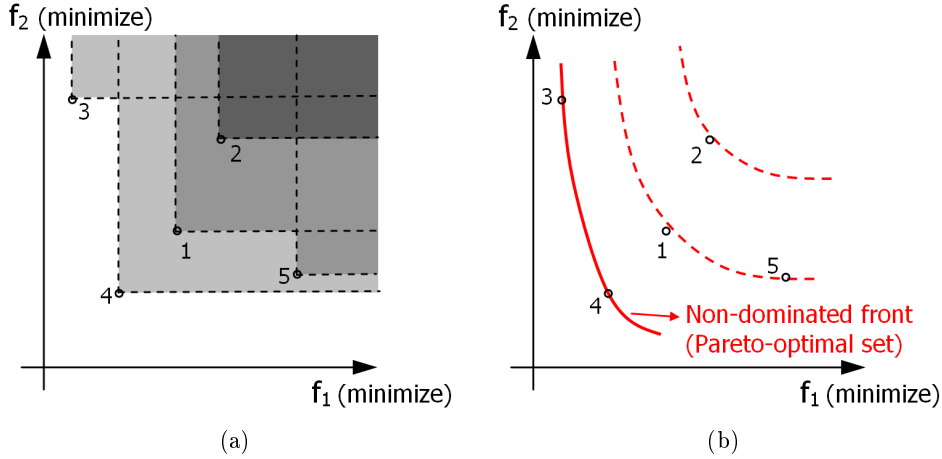 f2 (minimize)
3
2
1
5
4
f1 (minimize)
(a)
f2 (minimize)
3
2
1
5
4
Non-dominated front
(Pareto-optimal set)
f1 (minimize)
(b)